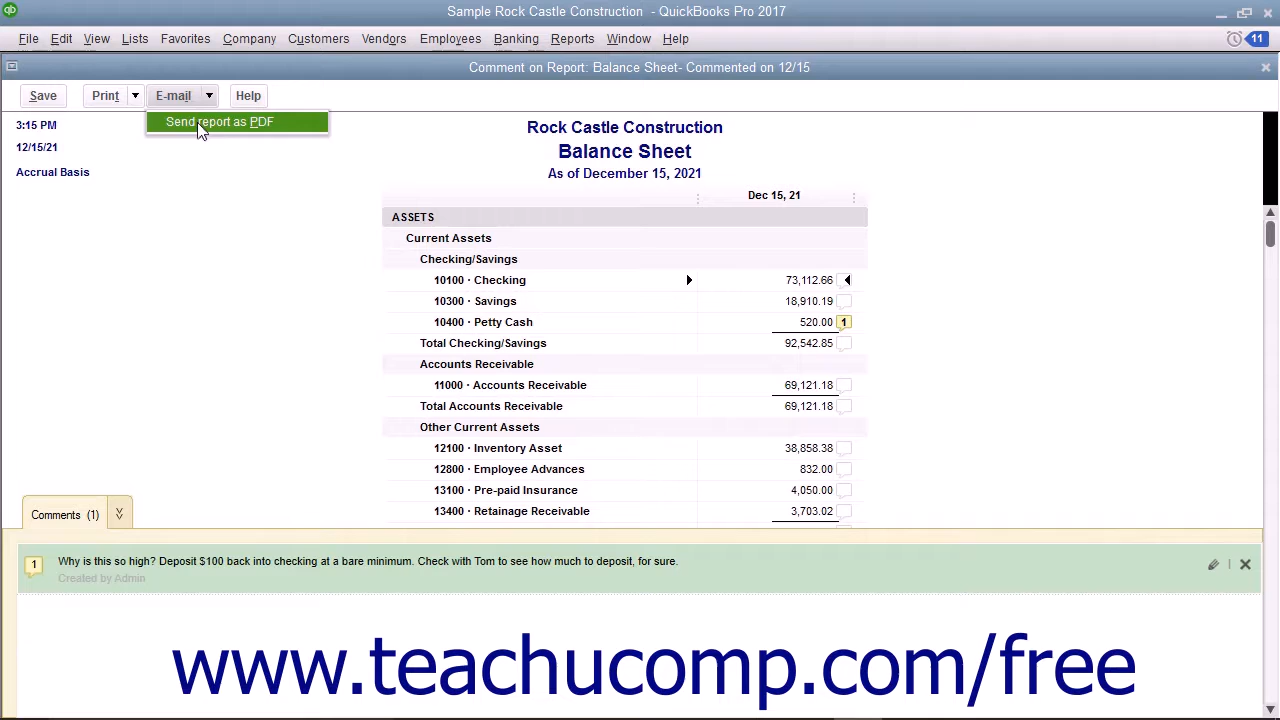 qb
Sample Rock Castle Construction - QuickBooks Pro 2017
File Edit View Lists Favorites Company Customers Vendors Employees Banking Reports Window Help 11
Comment on Report: Balance Sheet- Commented on 12/15
Save Print E-mail Help
Send report as PDF
3:15 PM
12/15/21
Accrual Basis
Rock Castle Construction
Balance Sheet
As of December 15, 2021
Dec 15, 21
ASSETS
Current Assets
Checking/Savings
10100 · Checking 73,112.66
10300 · Savings 18,910.19
10400 · Petty Cash 520.00 1
Total Checking/Savings 92,542.85
Accounts Receivable
11000 · Accounts Receivable 69,121.18
Total Accounts Receivable 69,121.18
Other Current Assets
12100 · Inventory Asset 38,858.38
12800 · Employee Advances 832.00
13100 · Pre-paid Insurance 4,050.00
13400 · Retainage Receivable 3,703.02
Comments (1)
1 Why is this so high? Deposit $100 back into checking at a bare minimum. Check with Tom to see how much to deposit, for sure.
Created by Admin
www.teachucomp.com/free